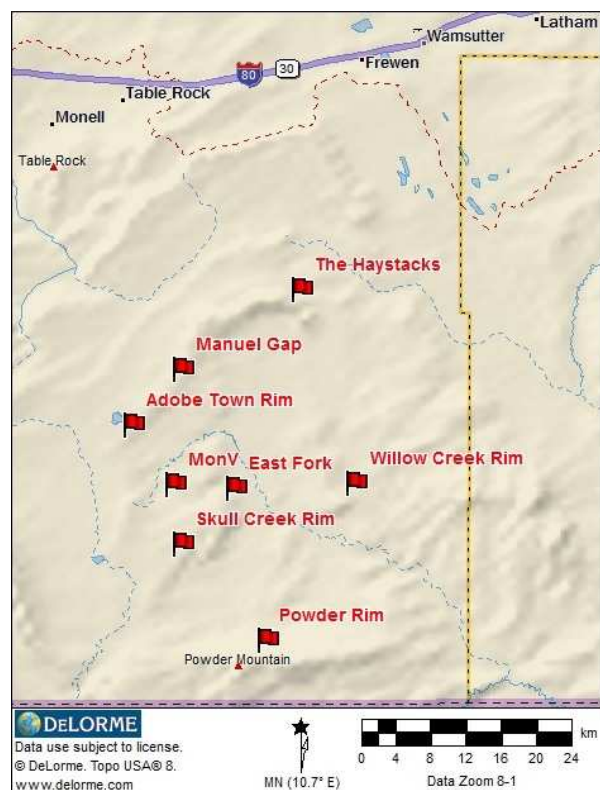 Latham
Wamsutter
80
30
Frewen
Table Rock
Monell
Table Rock
The Haystacks
Manuel Gap
Adobe Town Rim
MonV
East Fork
Willow Creek Rim
Skull Creek Rim
Powder Rim
Powder Mountain
DELORME
Data use subject to license.
© DeLorme. Topo USA® 8.
www.delorme.com
MN (10.7° E)
km
0 4 8 12 16 20 24
Data Zoom 8-1